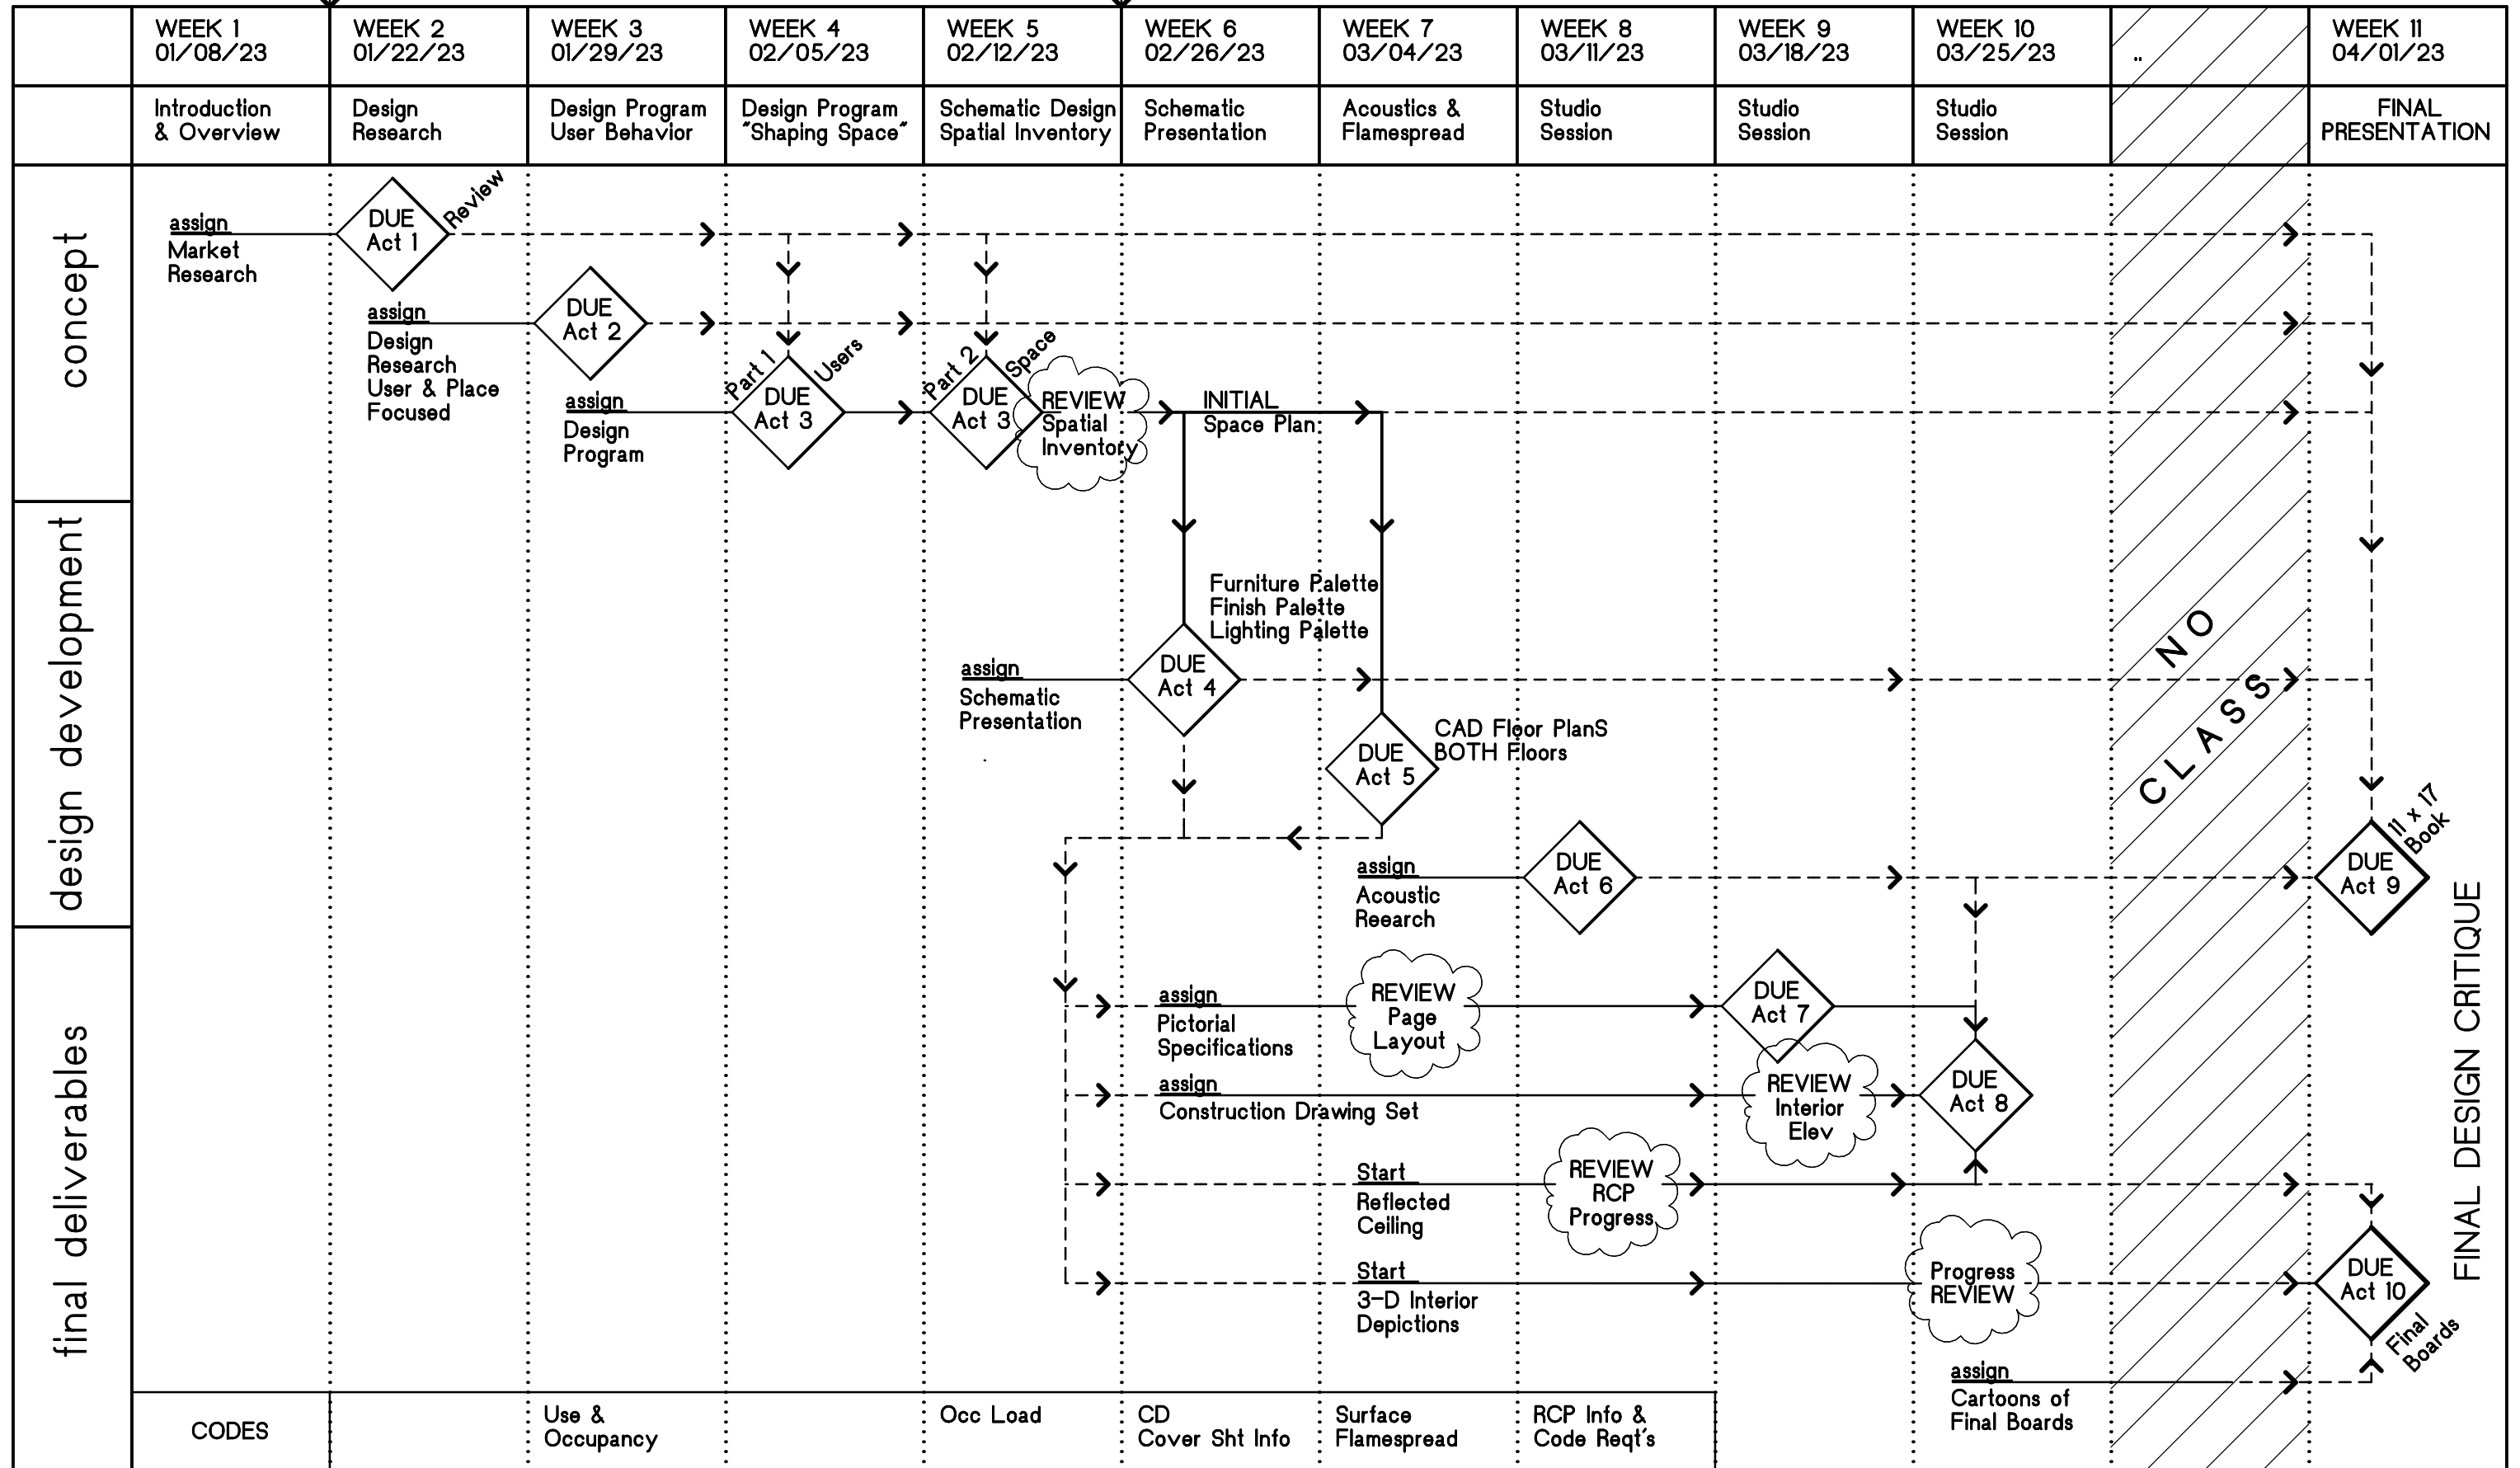 WEEK 1
01/08/23
WEEK 2
01/22/23
WEEK 3
01/29/23
WEEK 4
02/05/23
WEEK 5
02/12/23
WEEK 6
02/26/23
WEEK 7
03/04/23
WEEK 8
03/11/23
WEEK 9
03/18/23
WEEK 10
03/25/23
..
WEEK 11
04/01/23
Introduction
& Overview
Design
Research
Design Program
User Behavior
Design Program
"Shaping Space"
Schematic Design
Spatial Inventory
Schematic
Presentation
Acoustics &
Flamespread
Studio
Session
Studio
Session
Studio
Session
FINAL
PRESENTATION
concept
assign
Market
Research
DUE
Act 1
Review
assign
Design
Research
User & Place
Focused
DUE
Act 2
assign
Design
Program
Part 1
Users
DUE
Act 3
Part 2
Space
DUE
Act 3
REVIEW
Spatial
Inventory
INITIAL
Space Plan
design development
Furniture Palette
Finish Palette
Lighting Palette
assign
Schematic
Presentation
DUE
Act 4
CAD Floor PlanS
BOTH Floors
DUE
Act 5
NO
CLASS
assign
Acoustic
Reearch
DUE
Act 6
11 x 17
Book
DUE
Act 9
FINAL DESIGN CRITIQUE
final deliverables
assign
Pictorial
Specifications
REVIEW
Page
Layout
DUE
Act 7
assign
Construction Drawing Set
REVIEW
Interior
Elev
DUE
Act 8
Start
Reflected
Ceiling
REVIEW
RCP
Progress
Start
3-D Interior
Depictions
Progress
REVIEW
DUE
Act 10
Final
Boards
assign
Cartoons of
Final Boards
CODES
Use &
Occupancy
Occ Load
CD
Cover Sht Info
Surface
Flamespread
RCP Info &
Code Reqt's